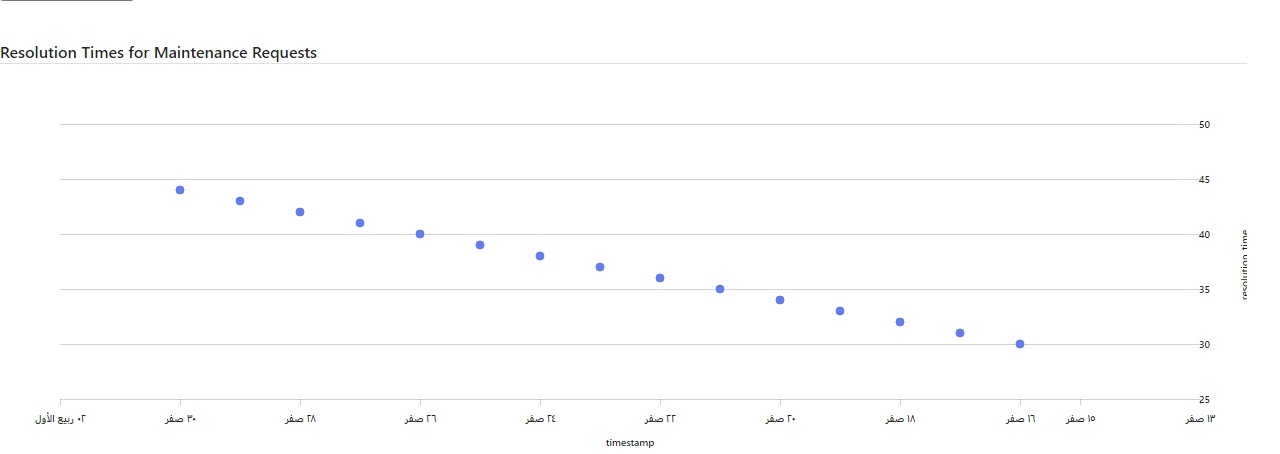 Resolution Times for Maintenance Requests
50
45
40
35
30
25
resolution_time
١٣ صفر
١٥ صفر
١٦ صفر
١٨ صفر
٢٠ صفر
٢٢ صفر
٢٤ صفر
٢٦ صفر
٢٨ صفر
٣٠ صفر
٠٢ ربيع الأول
timestamp